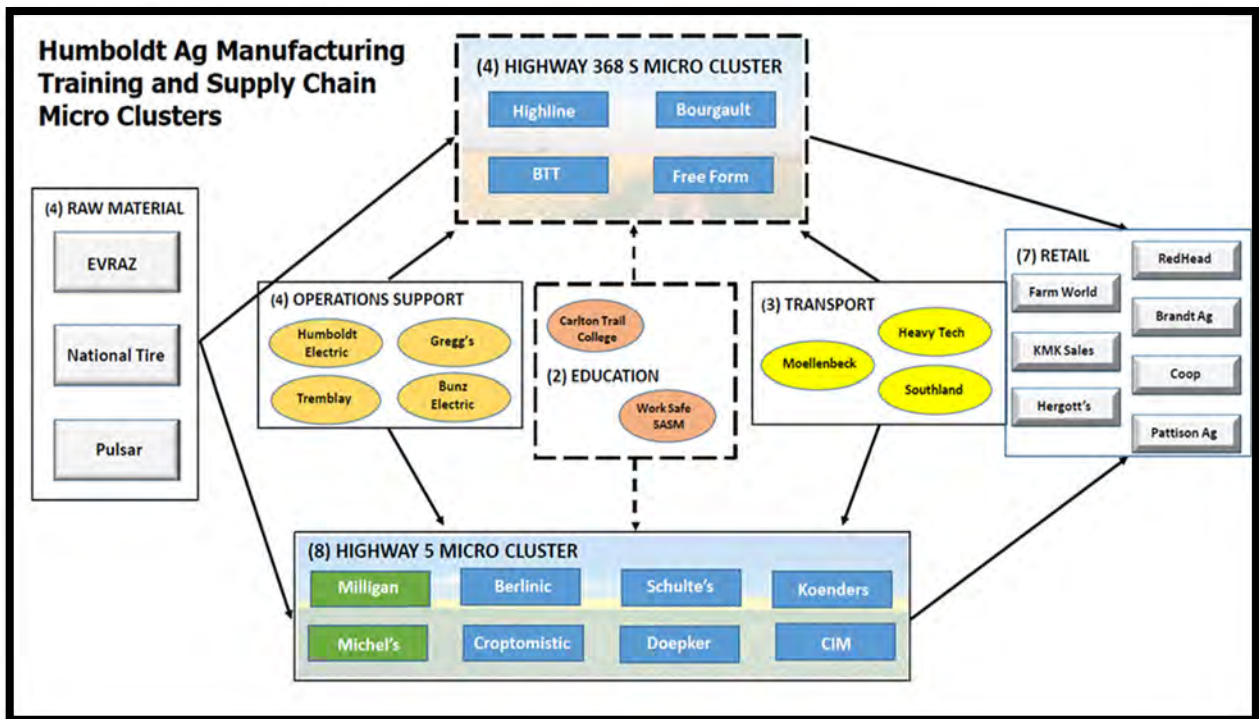 Humboldt Ag Manufacturing
Training and Supply Chain
Micro Clusters
(4) HIGHWAY 368 S MICRO CLUSTER
Highline
Bourgault
BTT
Free Form
(4) RAW MATERIAL
EVRAZ
National Tire
Pulsar
(4) OPERATIONS SUPPORT
Humboldt
Electric
Gregg's
Tremblay
Bunz
Electric
Carlton Trail
College
(2) EDUCATION
Work Safe
SASM
(3) TRANSPORT
Heavy Tech
Moellenbeck
Southland
(7) RETAIL
RedHead
Farm World
Brandt Ag
KMK Sales
Coop
Hergott's
Pattison Ag
(8) HIGHWAY 5 MICRO CLUSTER
Milligan
Berlinic
Schulte's
Koenders
Michel's
Croptomistic
Doepker
CIM